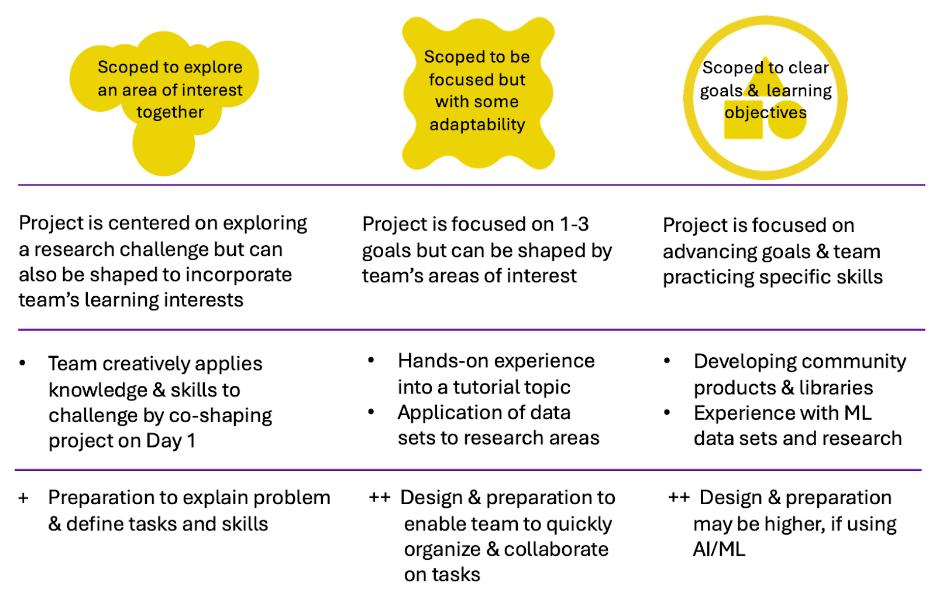 Scoped to explore
an area of interest
together
Scoped to be
focused but
with some
adaptability
Scoped to clear
goals & learning
objectives
Project is centered on exploring
a research challenge but can
also be shaped to incorporate
team's learning interests
Project is focused on 1-3
goals but can be shaped by
team's areas of interest
Project is focused on
advancing goals & team
practicing specific skills
• Team creatively applies
knowledge & skills to
challenge by co-shaping
project on Day 1
• Hands-on experience
into a tutorial topic
• Application of data
sets to research areas
• Developing community
products & libraries
• Experience with ML
data sets and research
+ Preparation to explain problem
& define tasks and skills
++ Design & preparation to
enable team to quickly
organize & collaborate
on tasks
++ Design & preparation
may be higher, if using
AI/ML